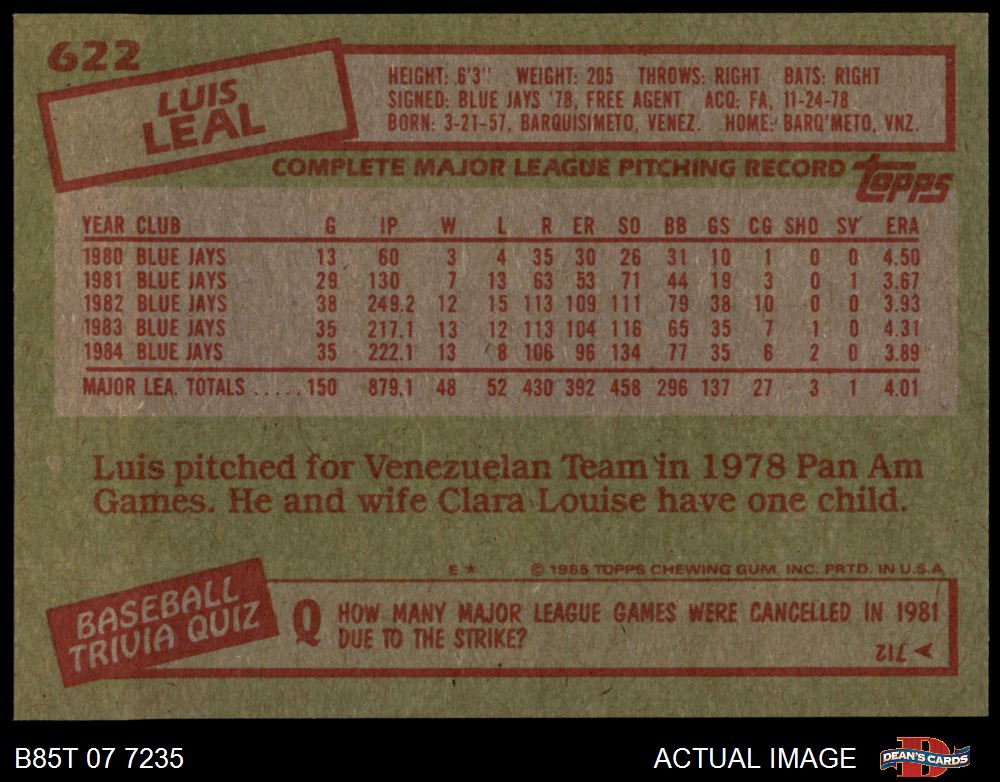 622
LUIS
LEAL
HEIGHT: 6'3" WEIGHT: 205 THROWS: RIGHT BATS: RIGHT
SIGNED: BLUE JAYS '78, FREE AGENT ACQ: FA, 11-24-78
BORN: 3-21-57, BARQUISIMETO, VENEZ. HOME: BARQ'METO, VNZ.
COMPLETE MAJOR LEAGUE PITCHING RECORD
topps
YEAR CLUB G IP W L R ER SO BB GS CG SHO SV ERA
1980 BLUE JAYS 13 60 3 4 35 30 26 31 10 1 0 0 4.50
1981 BLUE JAYS 29 130 7 13 63 53 71 44 19 3 0 1 3.67
1982 BLUE JAYS 38 249.2 12 15 113 109 111 79 38 10 0 0 3.93
1983 BLUE JAYS 35 217.1 13 12 113 104 116 65 35 7 1 0 4.31
1984 BLUE JAYS 35 222.1 13 8 106 96 134 77 35 6 2 0 3.89
MAJOR LEA. TOTALS .....150 879.1 48 52 430 392 458 296 137 27 3 1 4.01
Luis pitched for Venezuelan Team in 1978 Pan Am
Games. He and wife Clara Louise have one child.
E ★ © 1985 TOPPS CHEWING GUM, INC. PRTD. IN U.S.A.
BASEBALL
TRIVIA QUIZ
Q HOW MANY MAJOR LEAGUE GAMES WERE CANCELLED IN 1981
DUE TO THE STRIKE?
712
B85T 07 7235
ACTUAL IMAGE
D
DEAN'S CARDS